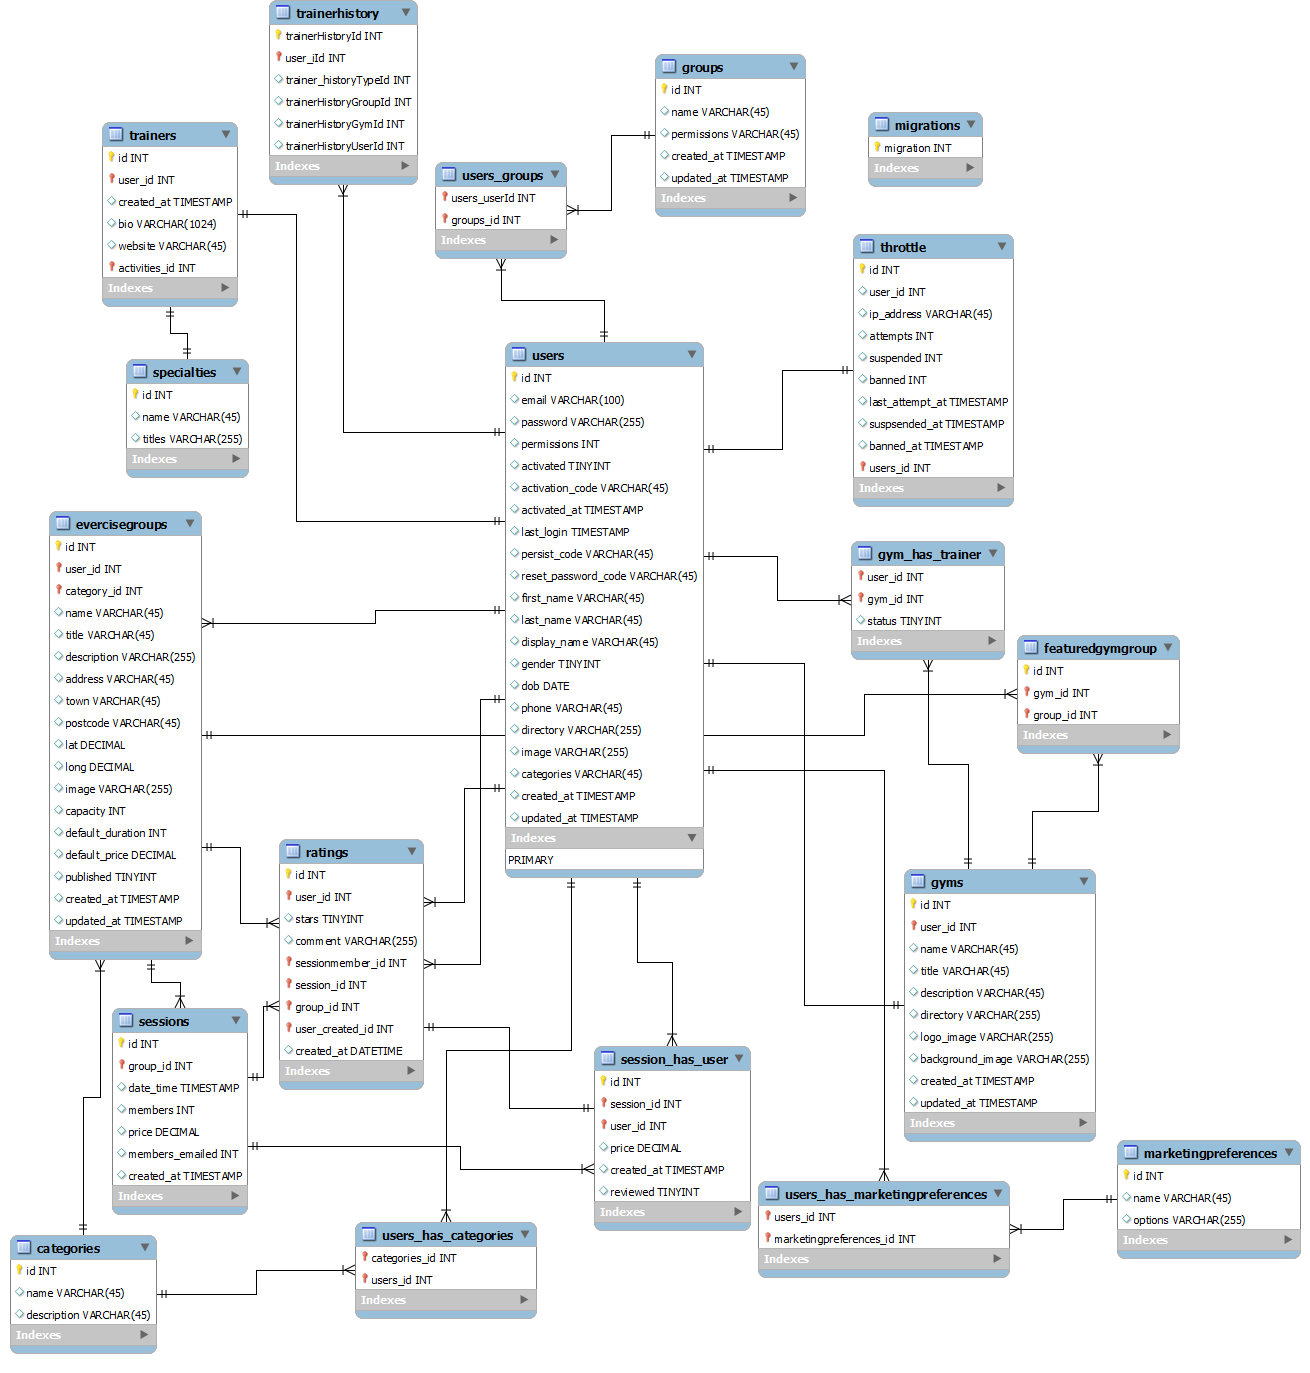 trainerhistory
trainerHistoryId INT
user_iId INT
trainer_historyTypeId INT
trainerHistoryGroupId INT
trainerHistoryGymId INT
trainerHistoryUserId INT
Indexes
groups
id INT
name VARCHAR(45)
permissions VARCHAR(45)
created_at TIMESTAMP
updated_at TIMESTAMP
Indexes
migrations
migration INT
Indexes
trainers
id INT
user_id INT
created_at TIMESTAMP
bio VARCHAR(1024)
website VARCHAR(45)
activities_id INT
Indexes
users_groups
users_userId INT
groups_id INT
Indexes
throttle
id INT
user_id INT
ip_address VARCHAR(45)
attempts INT
suspended INT
banned INT
last_attempt_at TIMESTAMP
suspsended_at TIMESTAMP
banned_at TIMESTAMP
users_id INT
Indexes
specialties
id INT
name VARCHAR(45)
titles VARCHAR(255)
Indexes
users
id INT
email VARCHAR(100)
password VARCHAR(255)
permissions INT
activated TINYINT
activation_code VARCHAR(45)
activated_at TIMESTAMP
last_login TIMESTAMP
persist_code VARCHAR(45)
reset_password_code VARCHAR(45)
first_name VARCHAR(45)
last_name VARCHAR(45)
display_name VARCHAR(45)
gender TINYINT
dob DATE
phone VARCHAR(45)
directory VARCHAR(255)
image VARCHAR(255)
categories VARCHAR(45)
created_at TIMESTAMP
updated_at TIMESTAMP
Indexes
PRIMARY
evercisegroups
id INT
user_id INT
category_id INT
name VARCHAR(45)
title VARCHAR(45)
description VARCHAR(255)
address VARCHAR(45)
town VARCHAR(45)
postcode VARCHAR(45)
lat DECIMAL
long DECIMAL
image VARCHAR(255)
capacity INT
default_duration INT
default_price DECIMAL
published TINYINT
created_at TIMESTAMP
updated_at TIMESTAMP
Indexes
gym_has_trainer
user_id INT
gym_id INT
status TINYINT
Indexes
featuredgymgroup
id INT
gym_id INT
group_id INT
Indexes
ratings
id INT
user_id INT
stars TINYINT
comment VARCHAR(255)
sessionmember_id INT
session_id INT
group_id INT
user_created_id INT
created_at DATETIME
Indexes
gyms
id INT
user_id INT
name VARCHAR(45)
title VARCHAR(45)
description VARCHAR(45)
directory VARCHAR(255)
logo_image VARCHAR(255)
background_image VARCHAR(255)
created_at TIMESTAMP
updated_at TIMESTAMP
Indexes
sessions
id INT
group_id INT
date_time TIMESTAMP
members INT
price DECIMAL
members_emailed INT
created_at TIMESTAMP
Indexes
session_has_user
id INT
session_id INT
user_id INT
price DECIMAL
created_at TIMESTAMP
reviewed TINYINT
Indexes
marketingpreferences
id INT
name VARCHAR(45)
options VARCHAR(255)
Indexes
users_has_marketingpreferences
users_id INT
marketingpreferences_id INT
Indexes
users_has_categories
categories_id INT
users_id INT
Indexes
categories
id INT
name VARCHAR(45)
description VARCHAR(45)
Indexes